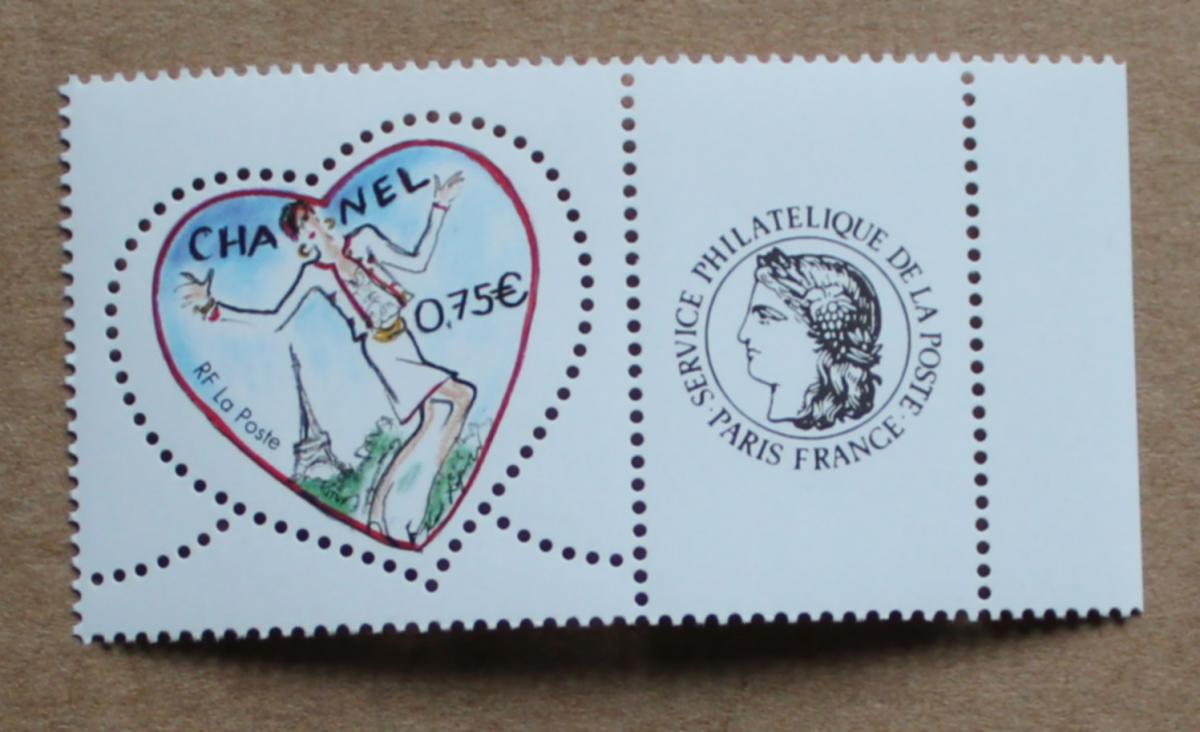 CHANEL
0,75€
RF La Poste
SERVICE PHILATELIQUE DE LA POSTE · PARIS FRANCE ·